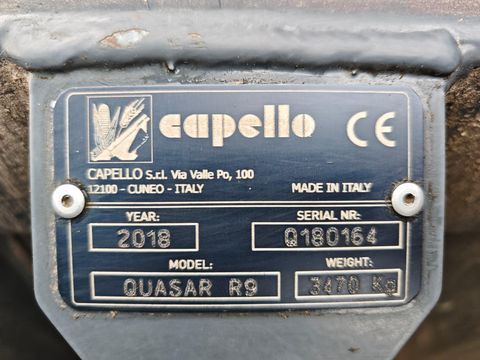 capello CE
CAPELLO S.r.l. Via Valle Po, 100
12100 - CUNEO - ITALY MADE IN ITALY
YEAR: SERIAL NR:
2018 Q180164
MODEL: WEIGHT:
QUASAR R9 3470 Kg